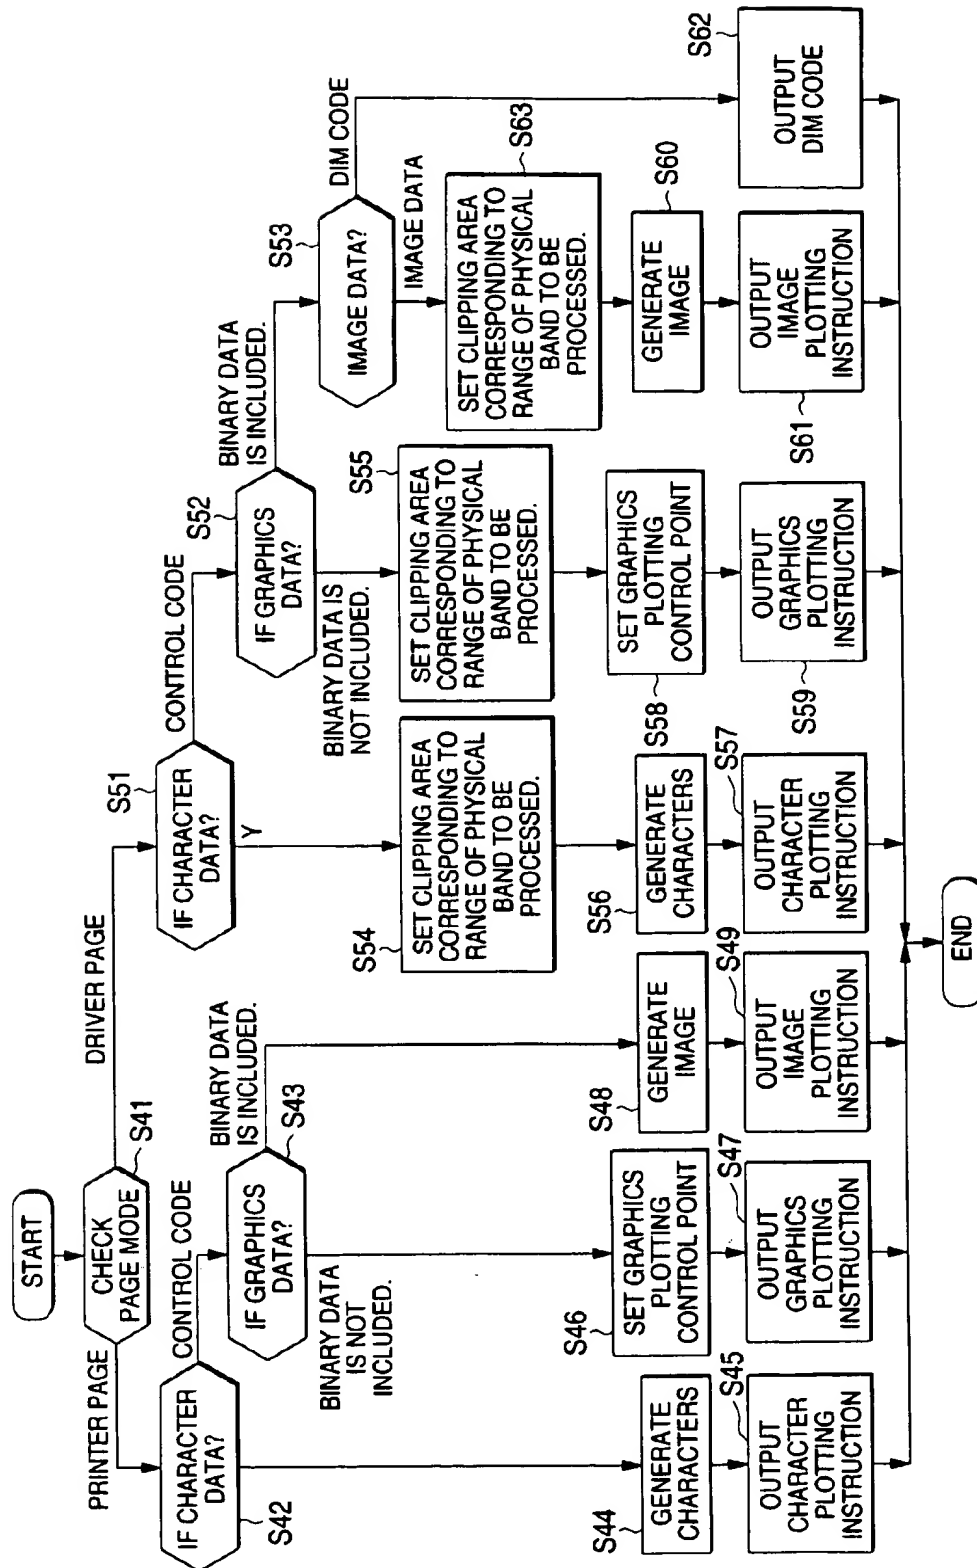 START
CHECK
PAGE MODE
S41
PRINTER PAGE
DRIVER PAGE
IF CHARACTER
DATA?
S42
CONTROL CODE
IF GRAPHICS
DATA?
S43
BINARY DATA
IS INCLUDED.
BINARY DATA
IS NOT
INCLUDED.
IF CHARACTER
DATA?
S51
CONTROL CODE
Y
IF GRAPHICS
DATA?
S52
BINARY DATA
IS INCLUDED.
BINARY DATA IS
NOT INCLUDED.
IMAGE DATA?
S53
DIM CODE
IMAGE DATA
S54
SET CLIPPING AREA
CORRESPONDING TO
RANGE OF PHYSICAL
BAND TO BE
PROCESSED.
S55
SET CLIPPING AREA
CORRESPONDING TO
RANGE OF PHYSICAL
BAND TO BE
PROCESSED.
S63
SET CLIPPING AREA
CORRESPONDING TO
RANGE OF PHYSICAL
BAND TO BE
PROCESSED.
S44
GENERATE
CHARACTERS
S46
SET GRAPHICS
PLOTTING
CONTROL POINT
S48
GENERATE
IMAGE
S56
GENERATE
CHARACTERS
S58
SET GRAPHICS
PLOTTING
CONTROL POINT
S60
GENERATE
IMAGE
S45
OUTPUT
CHARACTER
PLOTTING
INSTRUCTION
S47
OUTPUT
GRAPHICS
PLOTTING
INSTRUCTION
S49
OUTPUT
IMAGE
PLOTTING
INSTRUCTION
S57
OUTPUT
CHARACTER
PLOTTING
INSTRUCTION
S59
OUTPUT
GRAPHICS
PLOTTING
INSTRUCTION
S61
OUTPUT
IMAGE
PLOTTING
INSTRUCTION
S62
OUTPUT
DIM CODE
END